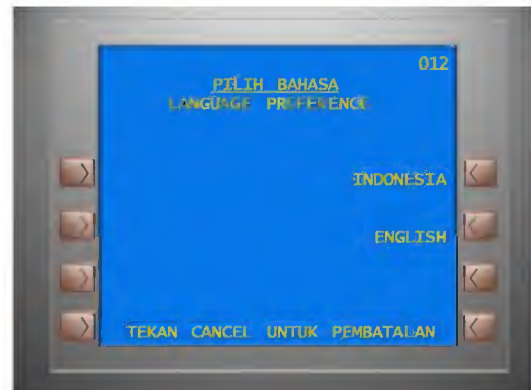 012
PILIH BAHASA
LANGUAGE PREFERENCE
INDONESIA
ENGLISH
TEKAN CANCEL UNTUK PEMBATALAN